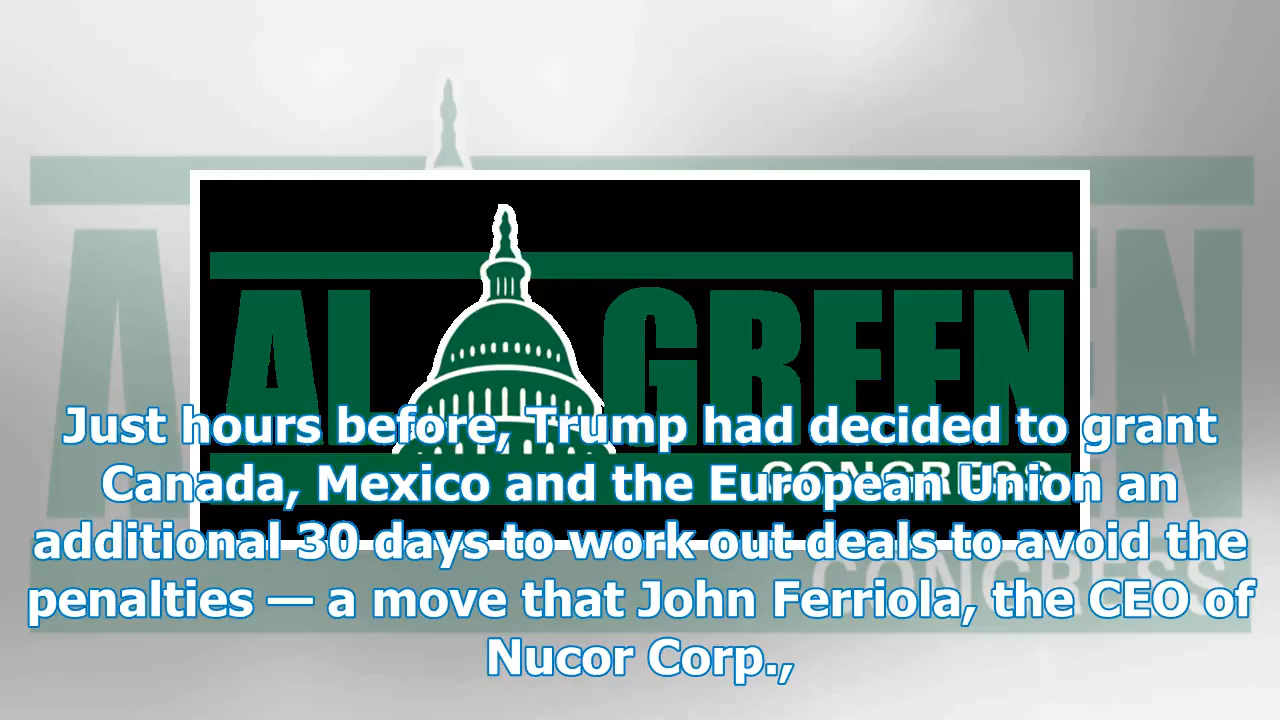 AL GREEN
CONGRESS
Just hours before, Trump had decided to grant
Canada, Mexico and the European Union an
additional 30 days to work out deals to avoid the
penalties — a move that John Ferriola, the CEO of
Nucor Corp.,